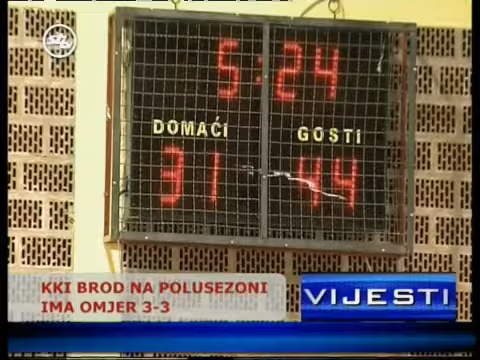 5:24
DOMAĆI GOSTI
31 44
KKI BROD NA POLUSEZONI
IMA OMJER 3-3
VIJESTI